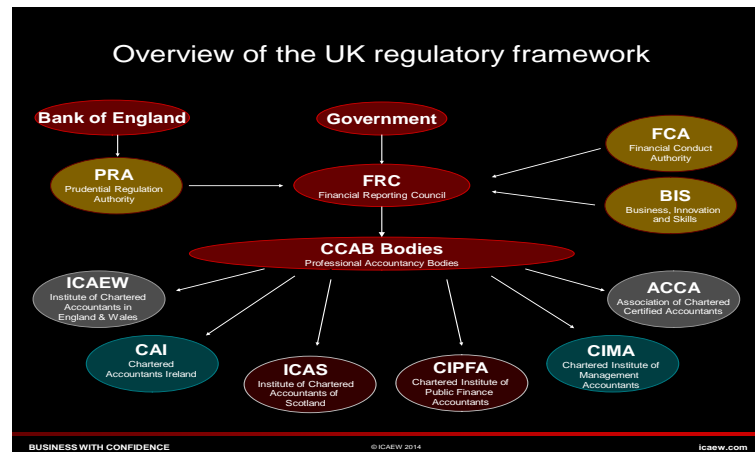 Overview of the UK regulatory framework
Bank of England
Government
FCA
Financial Conduct
Authority
PRA
Prudential Regulation
Authority
FRC
Financial Reporting Council
BIS
Business, Innovation
and Skills
CCAB Bodies
Professional Accountancy Bodies
ICAEW
Institute of Chartered
Accountants in
England & Wales
ACCA
Association of Chartered
Certified Accountants
CAI
Chartered
Accountants Ireland
ICAS
Institute of Chartered
Accountants of
Scotland
CIPFA
Chartered Institute of
Public Finance
Accountants
CIMA
Chartered Institute of
Management
Accountants
BUSINESS WITH CONFIDENCE
© ICAEW 2014
icaew.com